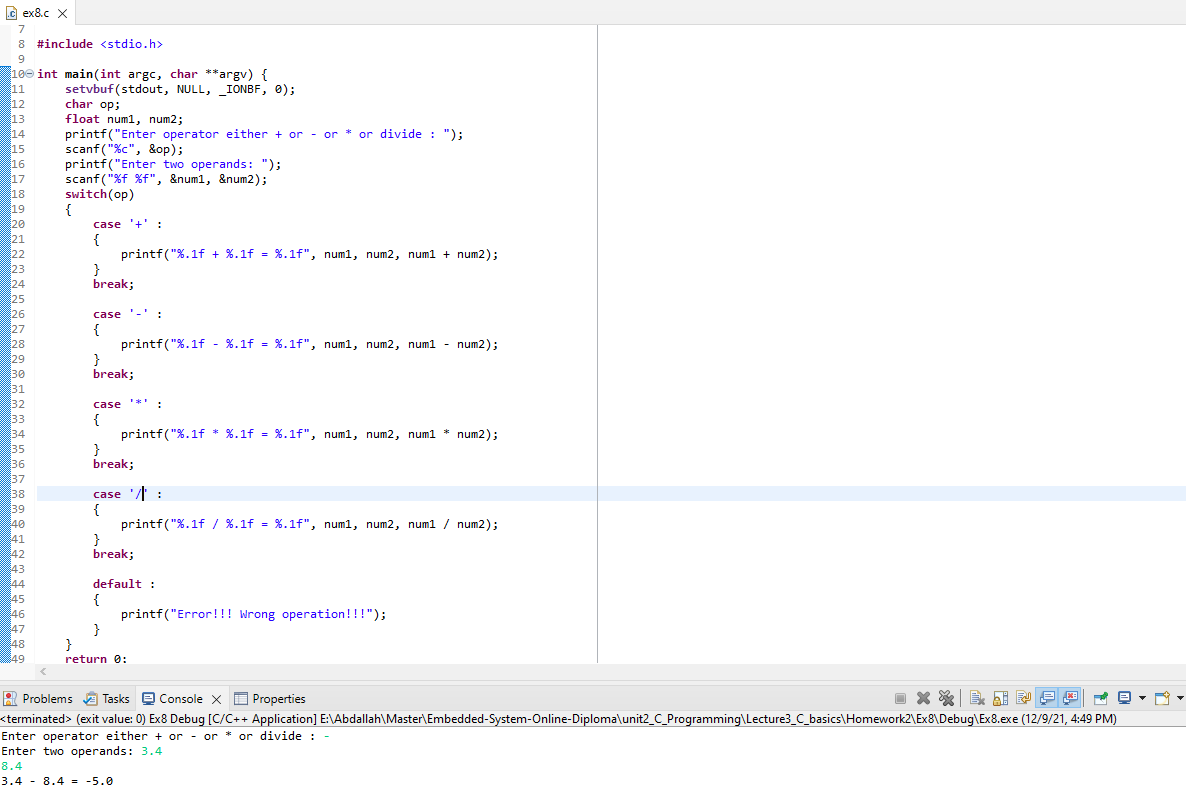 ex8.c
7
8 #include <stdio.h>
9
10 int main(int argc, char **argv) {
11     setvbuf(stdout, NULL, _IONBF, 0);
12     char op;
13     float num1, num2;
14     printf("Enter operator either + or - or * or divide : ");
15     scanf("%c", &op);
16     printf("Enter two operands: ");
17     scanf("%f %f", &num1, &num2);
18     switch(op)
19     {
20         case '+' :
21         {
22             printf("%.1f + %.1f = %.1f", num1, num2, num1 + num2);
23         }
24         break;
25
26         case '-' :
27         {
28             printf("%.1f - %.1f = %.1f", num1, num2, num1 - num2);
29         }
30         break;
31
32         case '*' :
33         {
34             printf("%.1f * %.1f = %.1f", num1, num2, num1 * num2);
35         }
36         break;
37
38         case '/' :
39         {
40             printf("%.1f / %.1f = %.1f", num1, num2, num1 / num2);
41         }
42         break;
43
44         default :
45         {
46             printf("Error!!! Wrong operation!!!");
47         }
48     }
49     return 0;
Problems Tasks Console Properties
<terminated> (exit value: 0) Ex8 Debug [C/C++ Application] E:\Abdallah\Master\Embedded-System-Online-Diploma\unit2_C_Programming\Lecture3_C_basics\Homework2\Ex8\Debug\Ex8.exe (12/9/21, 4:49 PM)
Enter operator either + or - or * or divide : -
Enter two operands: 3.4
8.4
3.4 - 8.4 = -5.0